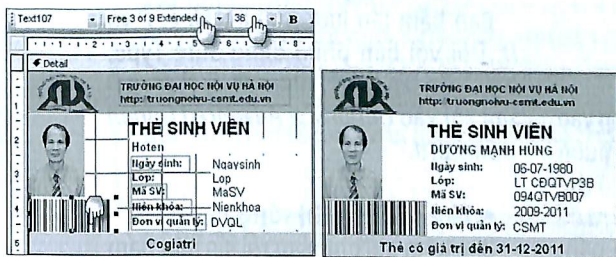 Text107 Free 3 of 9 Extended 36 B
Detail
TRƯỜNG ĐẠI HỌC NỘI VỤ HÀ NỘI
http: truongnoivu-csmt.edu.vn
THẺ SINH VIÊN
Hoten
Ngày sinh: Ngaysinh
Lớp: Lop
Mã SV: MaSV
Niên khóa: Nienkhoa
Đơn vị quản lý: DVQL
Cogiatri
TRƯỜNG ĐẠI HỌC NỘI VỤ HÀ NỘI
http: truongnoivu-csmt.edu.vn
THẺ SINH VIÊN
DƯƠNG MẠNH HÙNG
Ngày sinh: 06-07-1980
Lớp: LT CĐQTVP3B
Mã SV: 094QTVB007
Niên khóa: 2009-2011
Đơn vị quản lý: CSMT
Thẻ có giá trị đến 31-12-2011